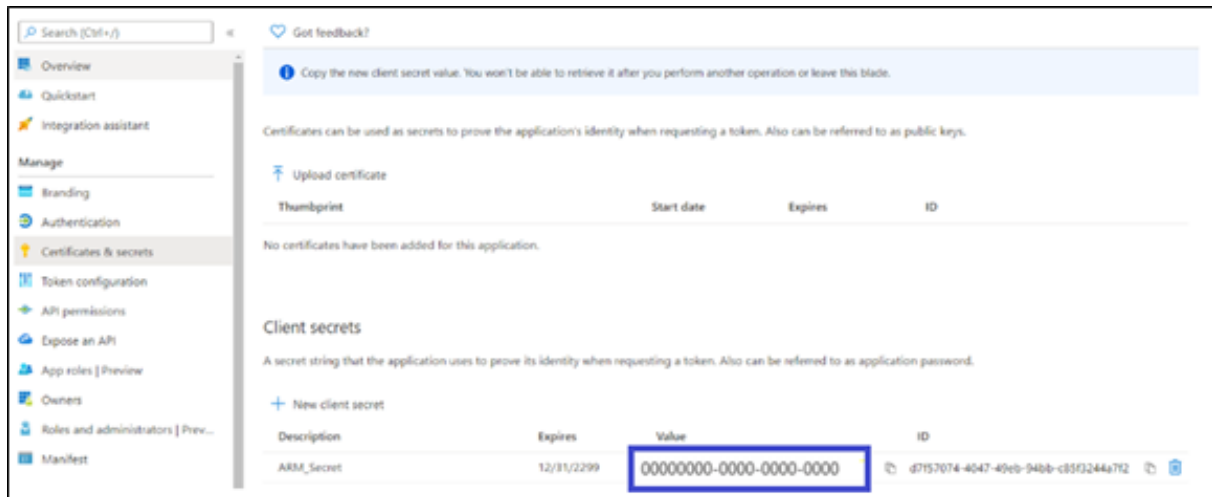 Search (Ctrl+/)
«
Got feedback?
Overview
Copy the new client secret value. You won't be able to retrieve it after you perform another operation or leave this blade.
Quickstart
Integration assistant
Certificates can be used as secrets to prove the application's identity when requesting a token. Also can be referred to as public keys.
Manage
Upload certificate
Branding
Thumbprint Start date Expires ID
Authentication
No certificates have been added for this application.
Certificates & secrets
Token configuration
API permissions
Client secrets
Expose an API
A secret string that the application uses to prove its identity when requesting a token. Also can be referred to as application password.
App roles | Preview
New client secret
Owners
Roles and administrators | Prev...
Description Expires Value ID
Manifest
ARM_Secret 12/31/2299 00000000-0000-0000-0000 d7f57074-4047-49eb-94bb-c85f3244a7f2